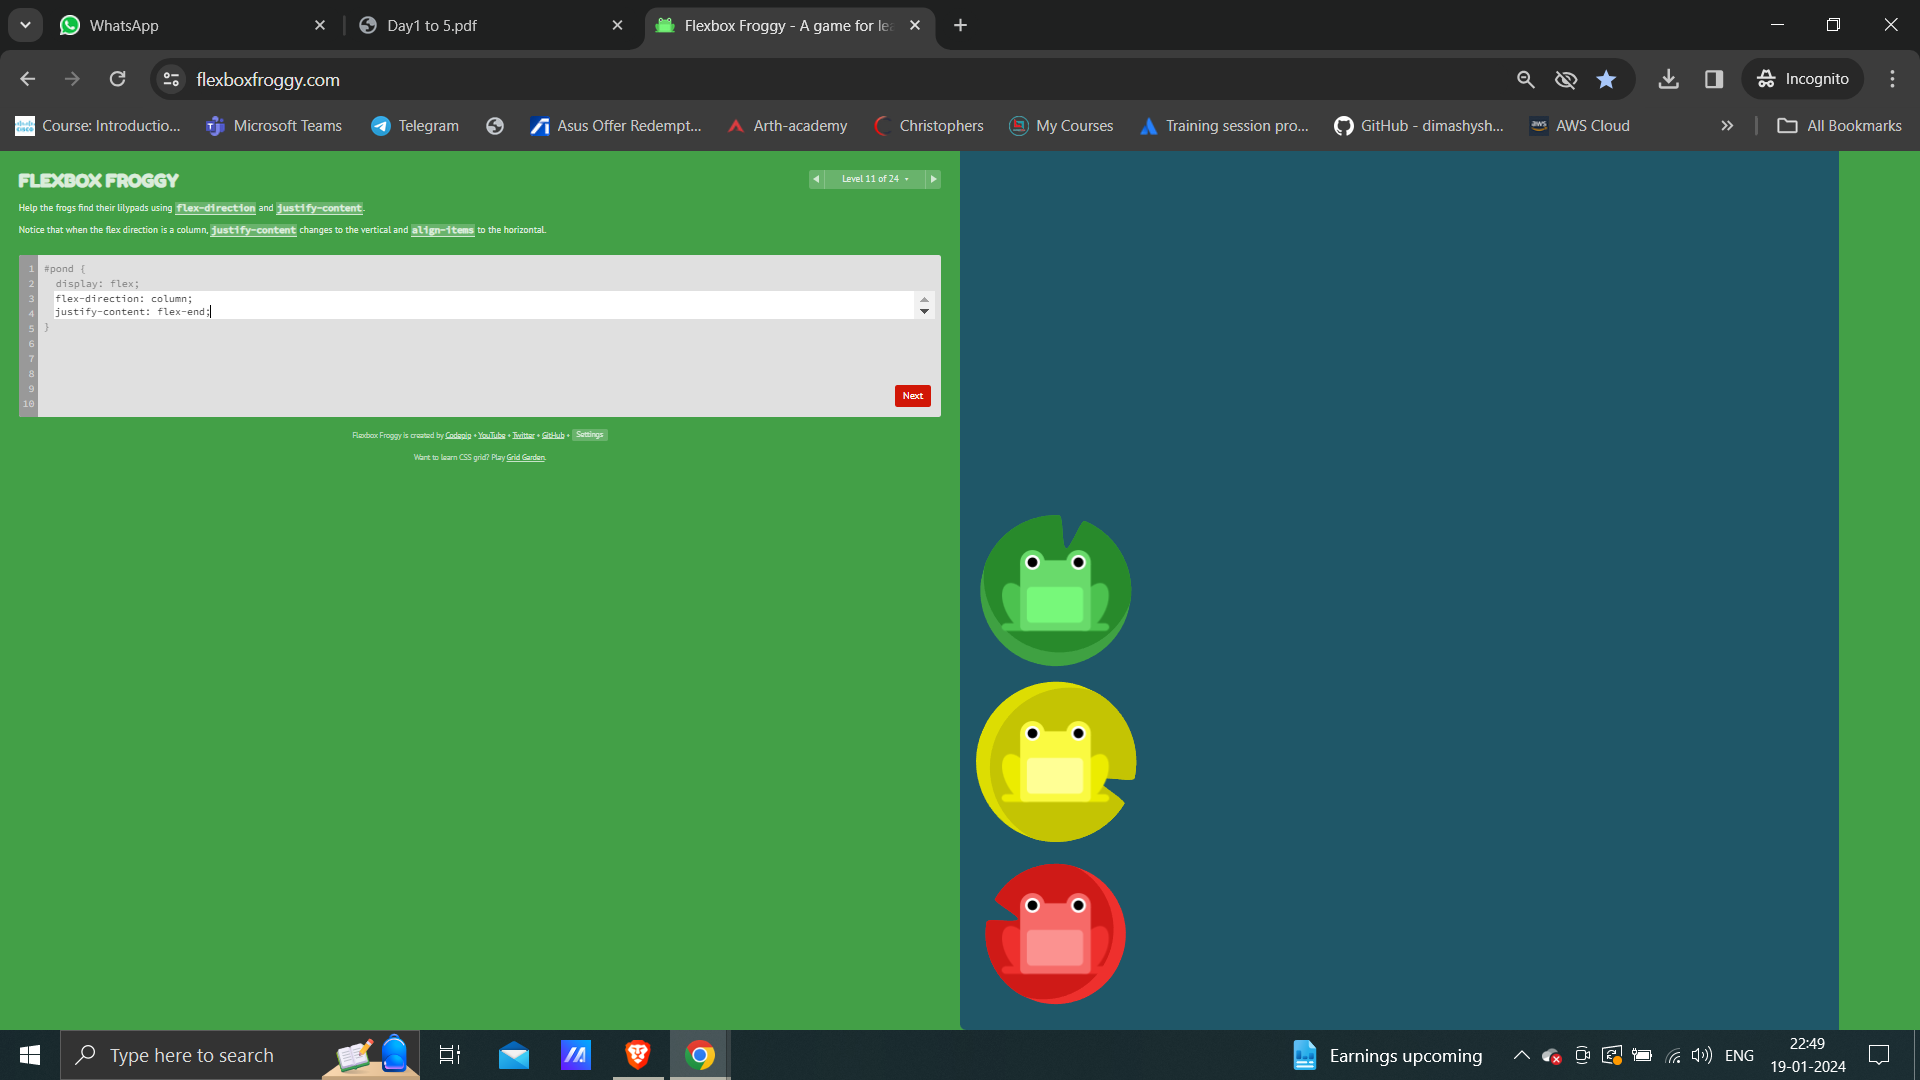 WhatsApp
Day1 to 5.pdf
Flexbox Froggy - A game for lea
flexboxfroggy.com
Incognito
Course: Introductio...
Microsoft Teams
Telegram
Asus Offer Redempt...
Arth-academy
Christophers
My Courses
Training session pro...
GitHub - dimashysh...
AWS Cloud
All Bookmarks
FLEXBOX FROGGY
Level 11 of 24
Help the frogs find their lilypads using flex-direction and justify-content.
Notice that when the flex direction is a column, justify-content changes to the vertical and align-items to the horizontal.
1 #pond {
2 display: flex;
3 flex-direction: column;
4 justify-content: flex-end;
5 }
6
7
8
9
10
Next
Flexbox Froggy is created by Codepip • YouTube • Twitter • GitHub • Settings
Want to learn CSS grid? Play Grid Garden.
Type here to search
Earnings upcoming
ENG
22:49
19-01-2024